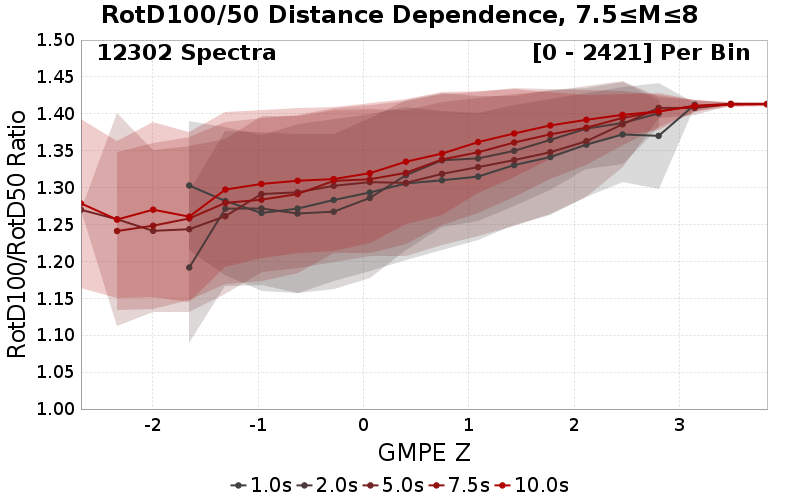 RotD100/50 Distance Dependence, 7.5≤M≤8
12302 Spectra
[0 - 2421] Per Bin
RotD100/RotD50 Ratio
1.50
1.45
1.40
1.35
1.30
1.25
1.20
1.15
1.10
1.05
1.00
-2 -1 0 1 2 3
GMPE Z
1.0s 2.0s 5.0s 7.5s 10.0s